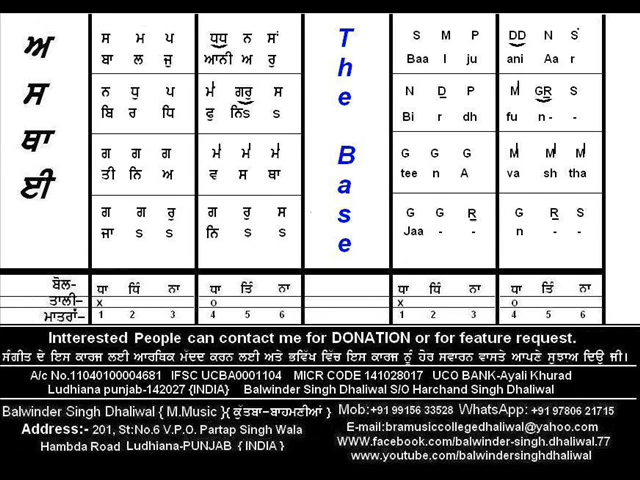 ਅ
ਸ
ਥਾ
ਈ
The Base
ਸ ਮ ਪ ਧੁਧੁ ਨ ਸਂ S M P DD N Ṡ
ਬਾ ਲ ਜੁ ਆਨੀ ਅ ਰੁ Baa l ju ani Aa r
ਨ ਧੁ ਪ ਮੇ ਗਰੁ ਸ N D P M GR S
ਬਿ ਰ ਧਿ ਫੁ ਨਿs s Bi r dh fu n- -
ਗ ਗ ਗ G G G M M M
ਤੀ ਨਿ ਅ ਵ ਸ ਥਾ tee n A va sh tha
ਗ ਗ ਰੁ ਗ ਰੁ ਸ G G R G R S
ਜਾ s s ਨਿ s s Jaa - - n - -
ਬੋਲ- ਧਾ ਧਿੰ ਨਾ ਧਾ ਤਿੰ ਨਾ ਧਾ ਧਿੰ ਨਾ ਧਾ ਤਿੰ ਨਾ
ਤਾਲੀ- x o x o
ਮਾਤਰਾਂ- 1 2 3 4 5 6 1 2 3 4 5 6
Intterested People can contact me for DONATION or for feature request.
ਸੰਗੀਤ ਦੇ ਇਸ ਕਾਰਜ ਲਈ ਆਰਥਿਕ ਮੱਦਦ ਕਰਨ ਲਈ ਅਤੇ ਭਵਿੱਖ ਵਿੱਚ ਇਸ ਕਾਰਜ ਨੂੰ ਹੋਰ ਸਵਾਰਨ ਵਾਸਤੇ ਆਪਣੇ ਸੁਝਾਅ ਦਿਉ ਜੀ।
A/c No.11040100004681 IFSC UCBA0001104 MICR CODE 141028017 UCO BANK-Ayali Khurad
Ludhiana punjab-142027 {INDIA} Balwinder Singh Dhaliwal S/O Harchand Singh Dhaliwal
Balwinder Singh Dhaliwal { M.Music }{ ਕੁੱਤਬਾ-ਬਾਹਮਣੀਆਂ } Mob:+91 99156 33528 WhatsApp: +91 97806 21715
Address:- 201, St:No.6 V.P.O. Partap Singh Wala E-mail:bramusiccollegedhaliwal@yahoo.com
Hambda Road Ludhiana-PUNJAB { INDIA } WWW.facebook.com/balwinder-singh.dhaliwal.77
www.youtube.com/balwindersinghdhaliwal